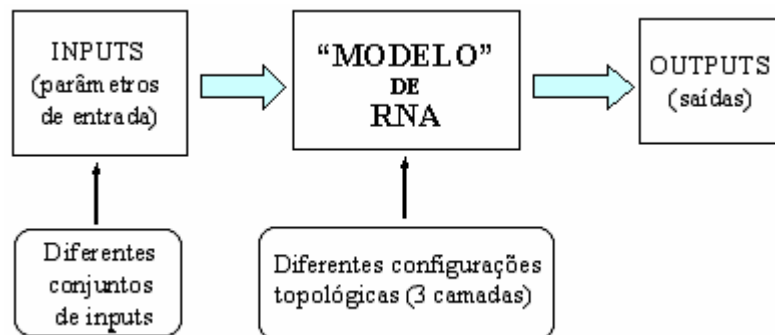 INPUTS
(parâmetros
de entrada)
“MODELO”
DE
RNA
OUTPUTS
(saídas)
Diferentes
conjuntos
de inputs
Diferentes configurações
topológicas (3 camadas)